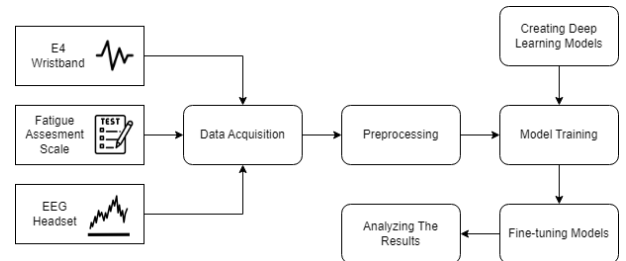 E4
Wristband
Fatigue
Assesment
Scale
TEST
EEG
Headset
Data Acquisition
Preprocessing
Creating Deep
Learning Models
Model Training
Fine-tuning Models
Analyzing The
Results